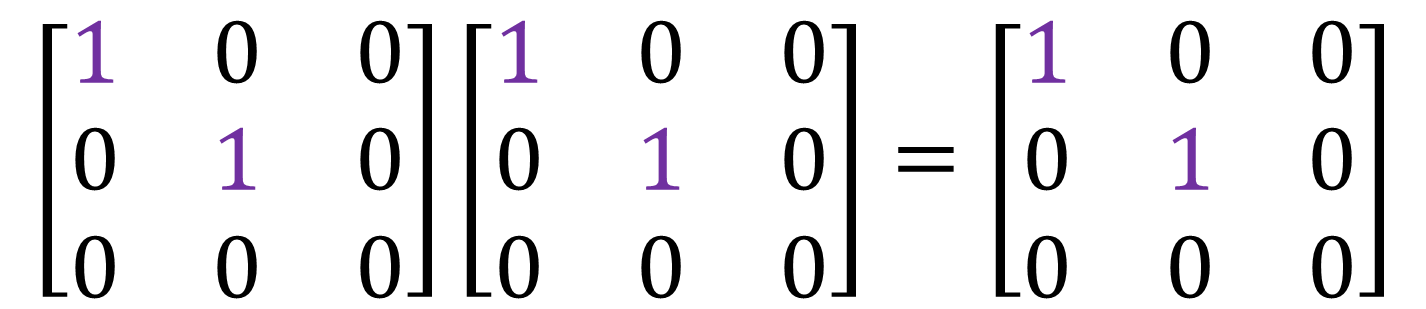 [1 0 0] [1 0 0]   [1 0 0]
[0 1 0] [0 1 0] = [0 1 0]
[0 0 0] [0 0 0]   [0 0 0]